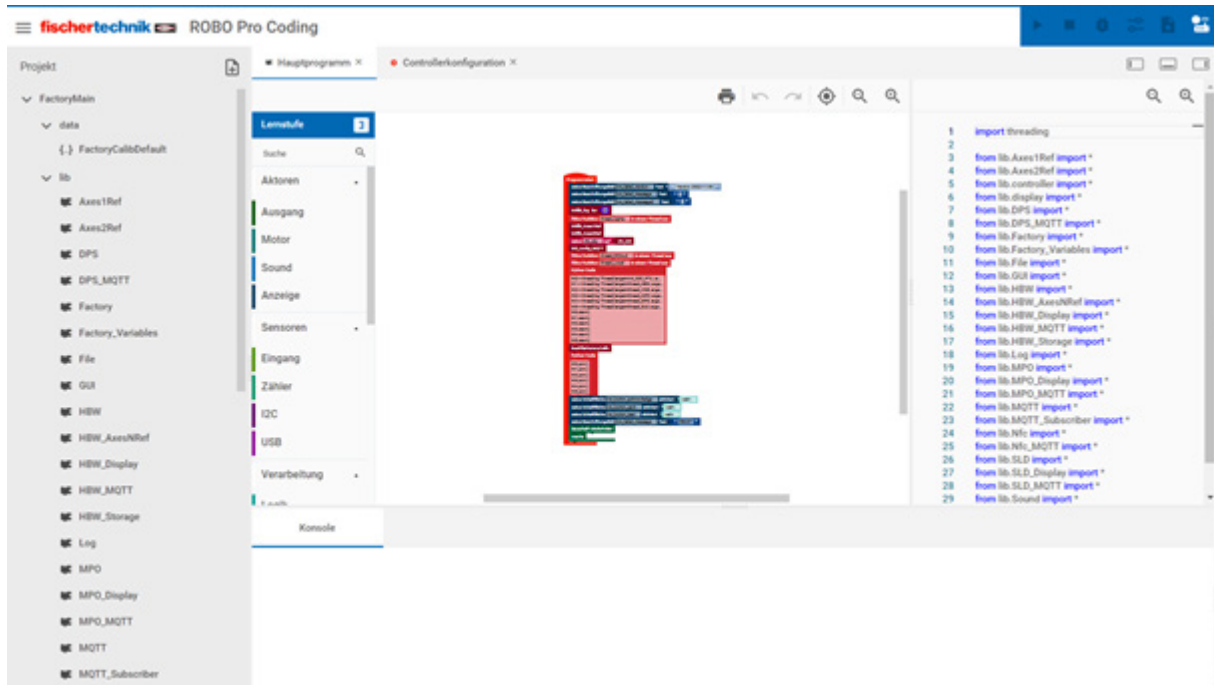 fischertechnik ROBO Pro Coding
Projekt
Hauptprogramm ×
Controllerkonfiguration ×
FactoryMain
data
{..} FactoryCalibDefault
lib
Axes1Ref
Axes2Ref
DPS
DPS_MQTT
Factory
Factory_Variables
File
GUI
HBW
HBW_AxesNRef
HBW_Display
HBW_MQTT
HBW_Storage
Log
MPO
MPO_Display
MPO_MQTT
MQTT
MQTT_Subscriber
Lernstufe 3
Suche
Aktoren
Ausgang
Motor
Sound
Anzeige
Sensoren
Eingang
Zähler
I2C
USB
Verarbeitung
Logik
1 import threading
2
3 from lib.Axes1Ref import *
4 from lib.Axes2Ref import *
5 from lib.controller import *
6 from lib.display import *
7 from lib.DPS import *
8 from lib.DPS_MQTT import *
9 from lib.Factory import *
10 from lib.Factory_Variables import *
11 from lib.File import *
12 from lib.GUI import *
13 from lib.HBW import *
14 from lib.HBW_AxesNRef import *
15 from lib.HBW_Display import *
16 from lib.HBW_MQTT import *
17 from lib.HBW_Storage import *
18 from lib.Log import *
19 from lib.MPO import *
20 from lib.MPO_Display import *
21 from lib.MPO_MQTT import *
22 from lib.MQTT import *
23 from lib.MQTT_Subscriber import *
24 from lib.Nfc import *
25 from lib.Nfc_MQTT import *
26 from lib.SLD import *
27 from lib.SLD_Display import *
28 from lib.SLD_MQTT import *
29 from lib.Sound import *
Konsole